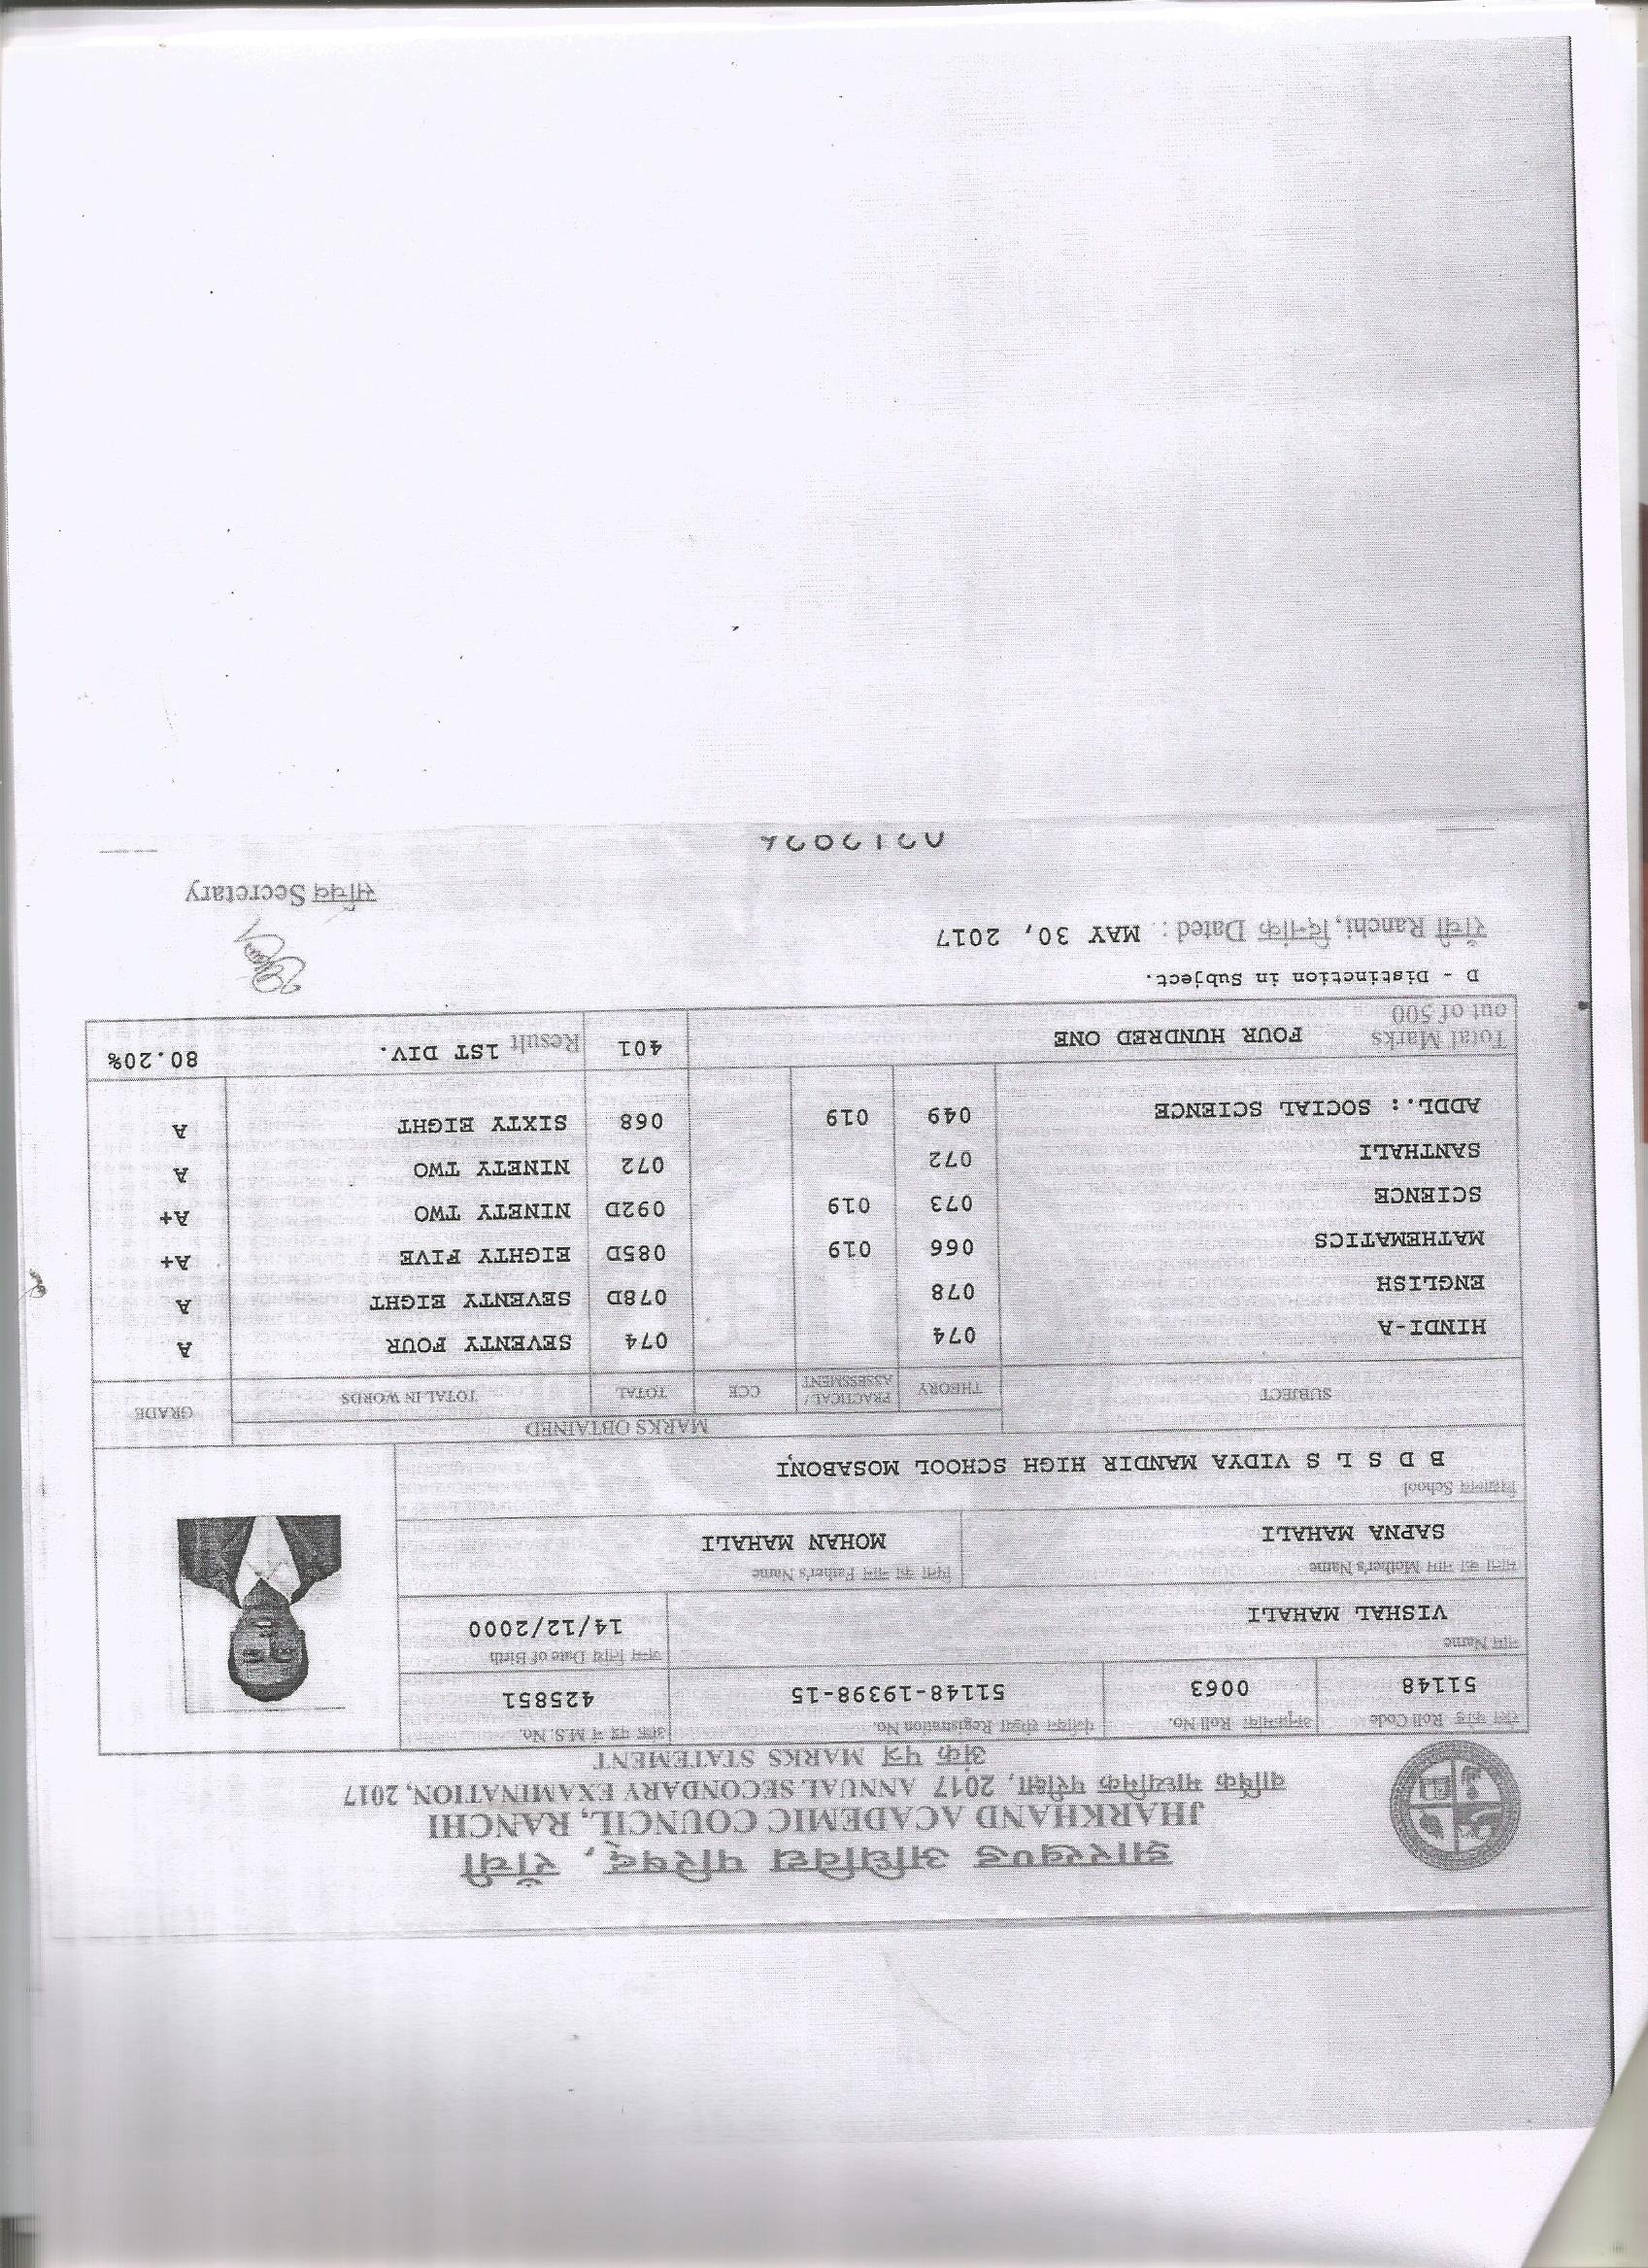 झारखण्ड अधिविद्य परिषद्, राँची
JHARKHAND ACADEMIC COUNCIL, RANCHI
वार्षिक माध्यमिक परीक्षा, 2017 ANNUAL SECONDARY EXAMINATION, 2017
अंक पत्र MARKS STATEMENT
रोल कोड Roll Code अनुक्रमांक Roll No. पंजीयन संख्या Registration No. अंक पत्र नं M.S. No.
51148 0063 51148-19398-15 425851
नाम Name जन्म तिथि Date of Birth
VISHAL MAHALI 14/12/2000
माता का नाम Mother's Name पिता का नाम Father's Name
SAPNA MAHALI MOHAN MAHALI
विद्यालय School
B D S L S VIDYA MANDIR HIGH SCHOOL MOSABONI
MARKS OBTAINED
SUBJECT THEORY PRACTICAL/ ASSESSMENT CCE TOTAL TOTAL IN WORDS GRADE
HINDI-A 074 074 SEVENTY FOUR A
ENGLISH 078 078D SEVENTY EIGHT A
MATHEMATICS 066 019 085D EIGHTY FIVE A+
SCIENCE 073 019 092D NINETY TWO A+
SANTHALI 072 072 NINETY TWO A
ADDL.: SOCIAL SCIENCE 049 019 068 SIXTY EIGHT A
Total Marks FOUR HUNDRED ONE 401 Result 1ST DIV. 80.20%
out of 500
D - Distinction in Subject.
राँची Ranchi, दिनांक Dated : MAY 30, 2017
सचिव Secretary